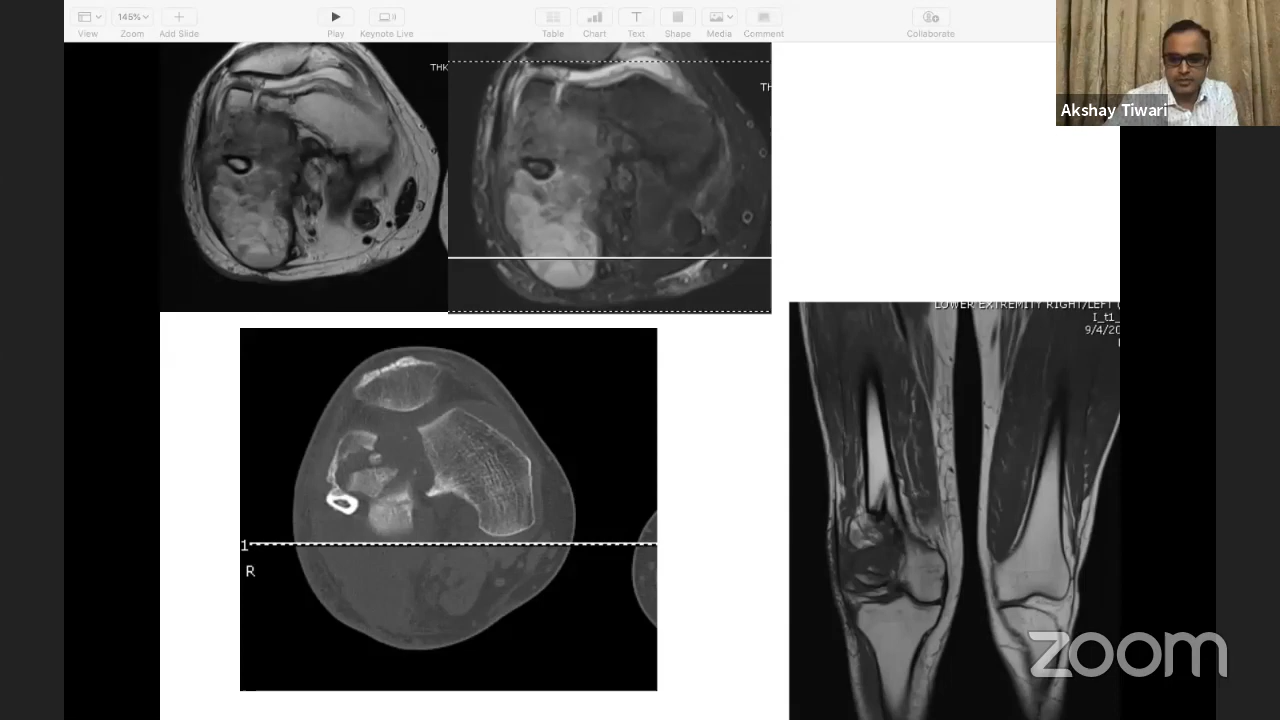 View
145%
Zoom
Add Slide
Play
Keynote Live
Table
Chart
Text
Shape
Media
Comment
Collaborate
Akshay Tiwari
THK
TH
LOWER EXTREMITY RIGHT/LEFT (
I_t1_
9/4/20
1
R
zoom